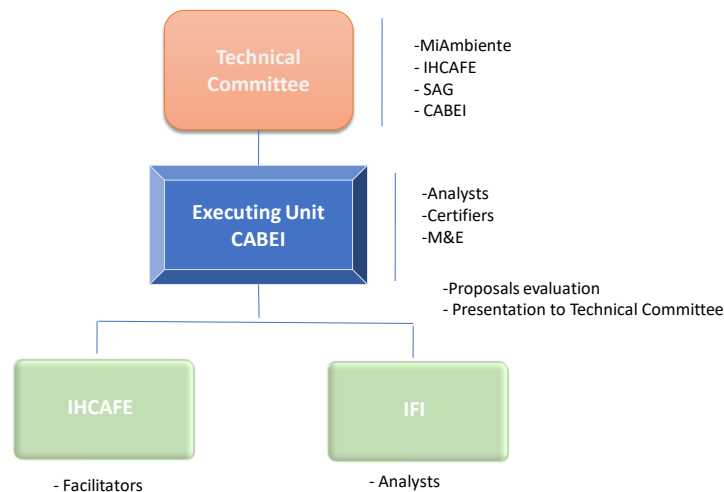 Technical
Committee
-MiAmbiente
- IHCAFE
- SAG
- CABEI
Executing Unit
CABEI
-Analysts
-Certifiers
-M&E
-Proposals evaluation
- Presentation to Technical Committee
IHCAFE
IFI
- Facilitators
- Analysts